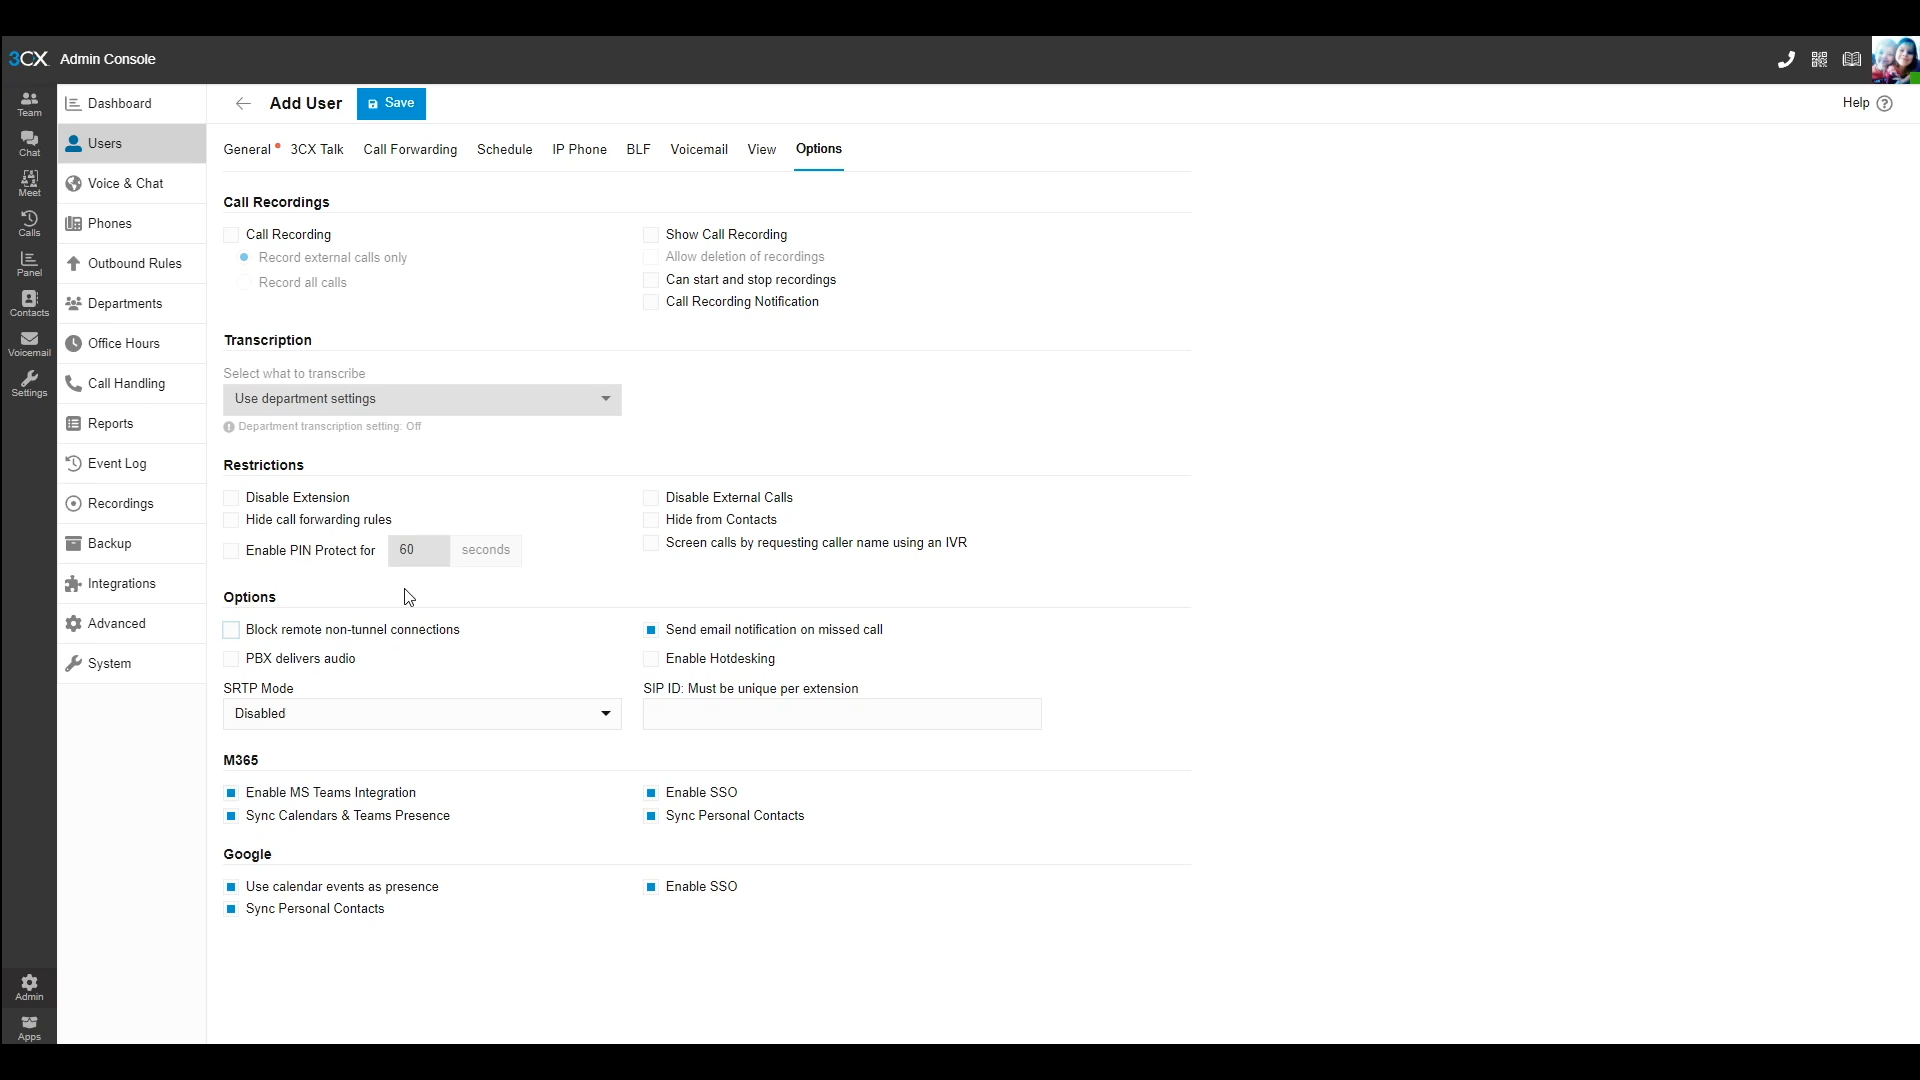 3CX Admin Console
Team
Chat
Meet
Calls
Panel
Contacts
Voicemail
Settings
Admin
Apps
Dashboard
Users
Voice & Chat
Phones
Outbound Rules
Departments
Office Hours
Call Handling
Reports
Event Log
Recordings
Backup
Integrations
Advanced
System
Add User Save Help ?
General 3CX Talk Call Forwarding Schedule IP Phone BLF Voicemail View Options
Call Recordings
Call Recording Show Call Recording
Record external calls only Allow deletion of recordings
Record all calls Can start and stop recordings
Call Recording Notification
Transcription
Select what to transcribe
Use department settings
Department transcription setting: Off
Restrictions
Disable Extension Disable External Calls
Hide call forwarding rules Hide from Contacts
Enable PIN Protect for 60 seconds Screen calls by requesting caller name using an IVR
Options
Block remote non-tunnel connections Send email notification on missed call
PBX delivers audio Enable Hotdesking
SRTP Mode SIP ID: Must be unique per extension
Disabled
M365
Enable MS Teams Integration Enable SSO
Sync Calendars & Teams Presence Sync Personal Contacts
Google
Use calendar events as presence Enable SSO
Sync Personal Contacts